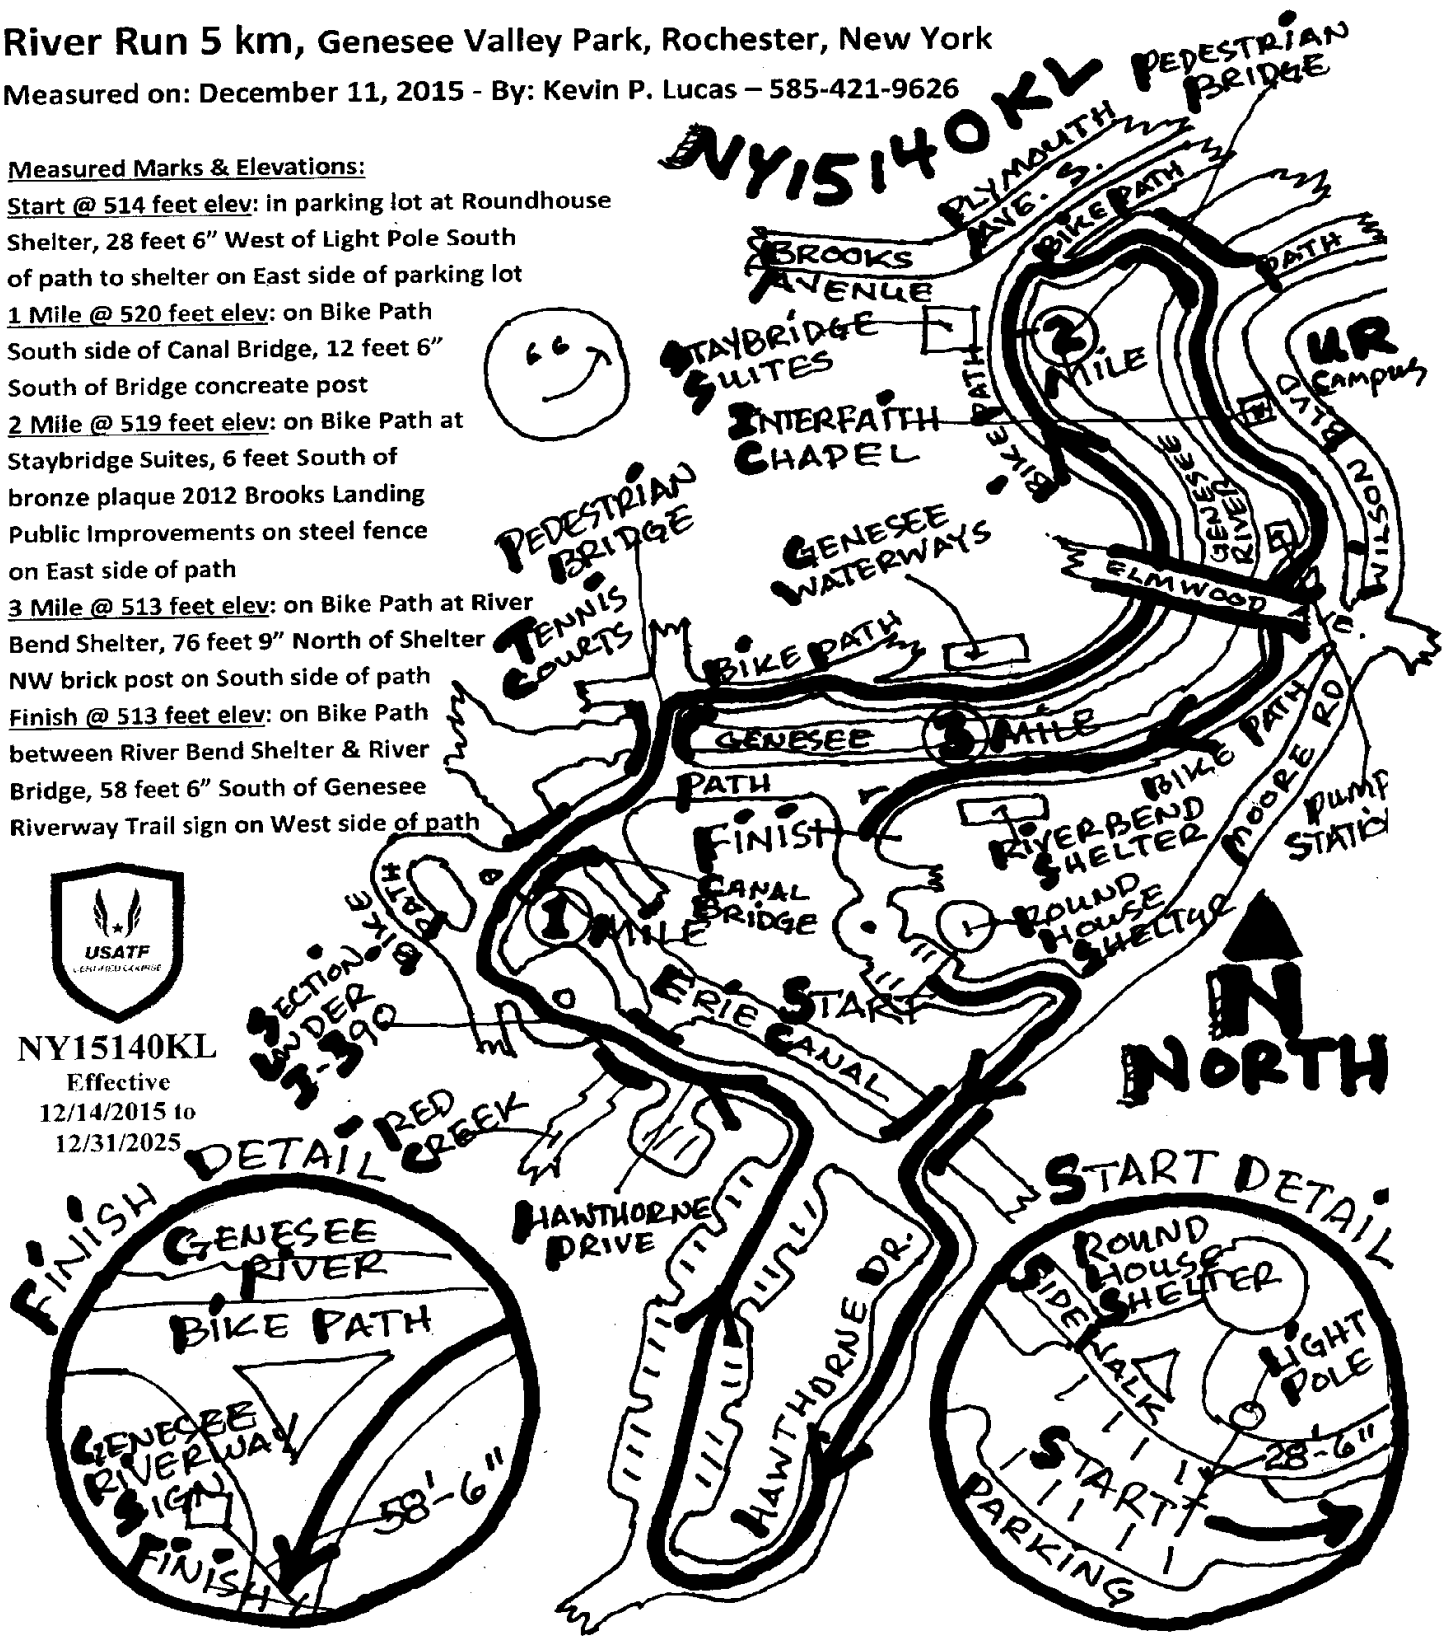 River Run 5 km, Genesee Valley Park, Rochester, New York
Measured on: December 11, 2015 - By: Kevin P. Lucas – 585-421-9626
NY15140KL
PEDESTRIAN
BRIDGE
Measured Marks & Elevations:
Start @ 514 feet elev: in parking lot at Roundhouse
Shelter, 28 feet 6” West of Light Pole South
of path to shelter on East side of parking lot
1 Mile @ 520 feet elev: on Bike Path
South side of Canal Bridge, 12 feet 6”
South of Bridge concreate post
2 Mile @ 519 feet elev: on Bike Path at
Staybridge Suites, 6 feet South of
bronze plaque 2012 Brooks Landing
Public Improvements on steel fence
on East side of path
3 Mile @ 513 feet elev: on Bike Path at River
Bend Shelter, 76 feet 9” North of Shelter
NW brick post on South side of path
Finish @ 513 feet elev: on Bike Path
between River Bend Shelter & River
Bridge, 58 feet 6” South of Genesee
Riverway Trail sign on West side of path
PLYMOUTH
AVE. S.
BIKE PATH
BROOKS
AVENUE
PATH
STAYBRIDGE
SUITES
2
MILE
UR
CAMPUS
INTERFAITH
CHAPEL
BIKE PATH
GENESEE
RIVER
WILSON BLVD
PEDESTRIAN
BRIDGE
GENESEE
WATERWAYS
ELMWOOD
TENNIS
COURTS
BIKE PATH
GENESEE
3
MILE
BIKE PATH
MOORE RD
PATH
FINISH
RIVERBEND
SHELTER
PUMP
STATION
CANAL
BRIDGE
1
MILE
BIKE PATH
ROUND
HOUSE
SHELTUR
SECTION
UNDER
I-390
ERIE CANAL
START
N
NORTH
USATF
CERTIFIED COURSE
NY15140KL
Effective
12/14/2015 to
12/31/2025
RED
CREEK
HAWTHORNE
DRIVE
HAWTHORNE DR.
FINISH DETAIL
GENESEE
RIVER
BIKE PATH
GENESEE
RIVERWAY
SIGN
58'-6"
FINISH
START DETAIL
ROUND
HOUSE
SHELTER
SIDEWALK
LIGHT
POLE
28'-6"
START
PARKING